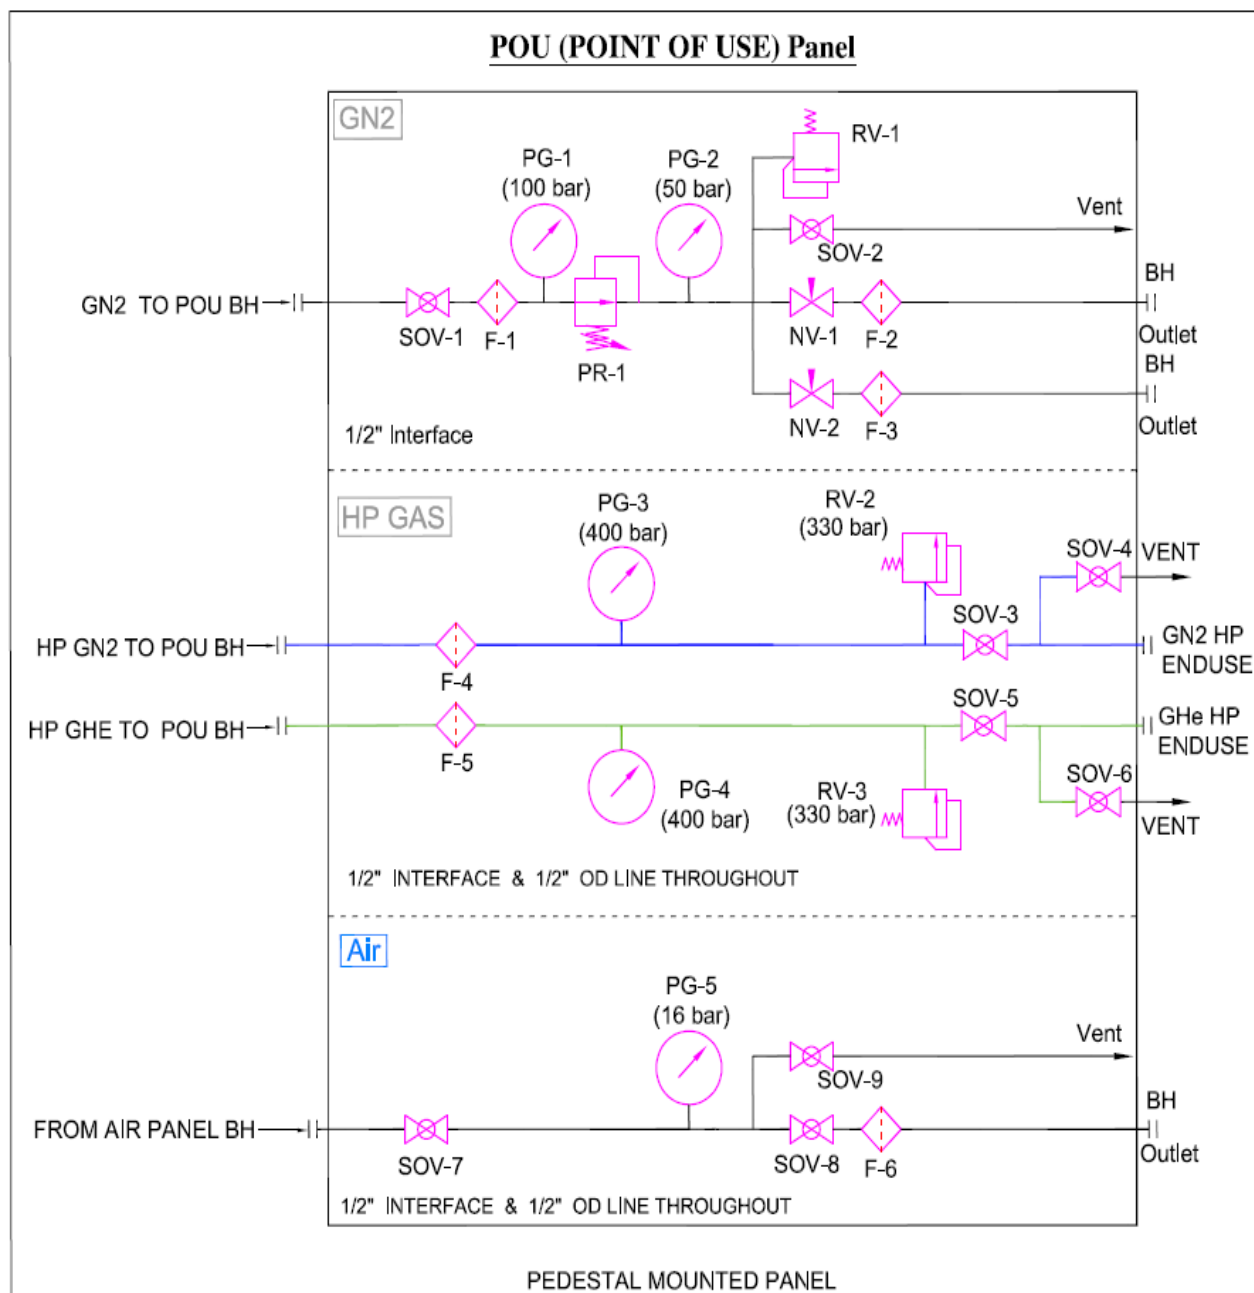 POU (POINT OF USE) Panel
GN2
RV-1
PG-1
(100 bar)
PG-2
(50 bar)
Vent
SOV-2
BH
GN2 TO POU BH
SOV-1
F-1
NV-1
F-2
Outlet
PR-1
BH
NV-2
F-3
Outlet
1/2" Interface
HP GAS
PG-3
(400 bar)
RV-2
(330 bar)
SOV-4
VENT
SOV-3
HP GN2 TO POU BH
GN2 HP
ENDUSE
F-4
SOV-5
HP GHE TO POU BH
GHe HP
ENDUSE
F-5
SOV-6
PG-4
(400 bar)
RV-3
(330 bar)
VENT
1/2" INTERFACE & 1/2" OD LINE THROUGHOUT
Air
PG-5
(16 bar)
Vent
SOV-9
BH
FROM AIR PANEL BH
SOV-7
SOV-8
F-6
Outlet
1/2" INTERFACE & 1/2" OD LINE THROUGHOUT
PEDESTAL MOUNTED PANEL